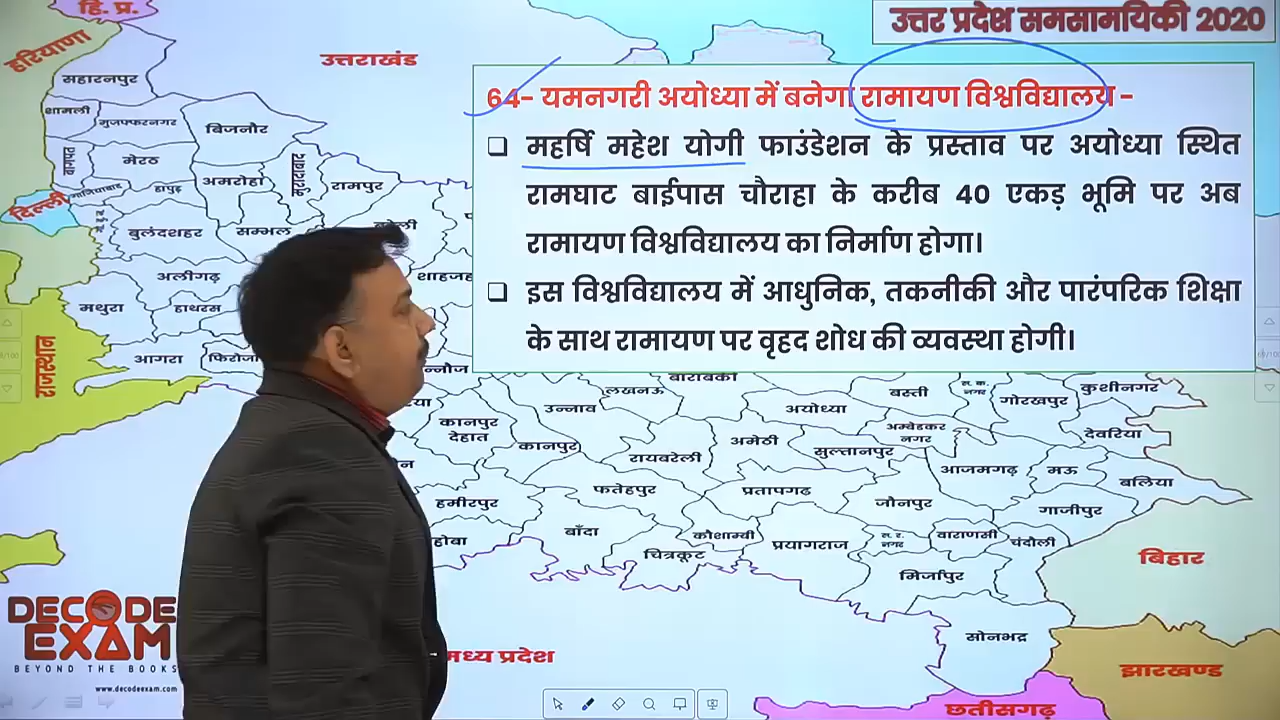 हि. प्र.
उत्तर प्रदेश समसामयिकी 2020
हरियाणा
उत्तराखंड
सहारनपुर
64- यमनगरी अयोध्या में बनेगा रामायण विश्वविद्यालय -
शामली
मुजफ्फरनगर
बिजनौर
महर्षि महेश योगी फाउंडेशन के प्रस्ताव पर अयोध्या स्थित
रामघाट बाईपास चौराहा के करीब 40 एकड़ भूमि पर अब
रामायण विश्वविद्यालय का निर्माण होगा।
इस विश्वविद्यालय में आधुनिक, तकनीकी और पारंपरिक शिक्षा
के साथ रामायण पर वृहद शोध की व्यवस्था होगी।
बागपत
मेरठ
अमरोहा
मुरादाबाद
रामपुर
दिल्ली
गाजियाबाद
हापुड़
बुलंदशहर
सम्भल
अलीगढ़
शाहजह
मथुरा
हाथरस
राजस्थान
आगरा
फिरोजा
न्नौज
लखनऊ
बाराबंकी
बस्ती
स. क. नगर
गोरखपुर
कुशीनगर
उन्नाव
अयोध्या
कानपुर देहात
कानपुर
रायबरेली
अमेठी
सुल्तानपुर
अम्बेडकर नगर
देवरिया
आजमगढ़
मऊ
बलिया
हमीरपुर
फतेहपुर
प्रतापगढ़
जौनपुर
गाजीपुर
होबा
बाँदा
चित्रकूट
कौशाम्बी
प्रयागराज
स. र. नगर
वाराणसी
चंदौली
बिहार
मिर्जापुर
सोनभद्र
मध्य प्रदेश
झारखण्ड
छत्तीसगढ़
DECODE
EXAM
BEYOND THE BOOKS
www.decodeexam.com